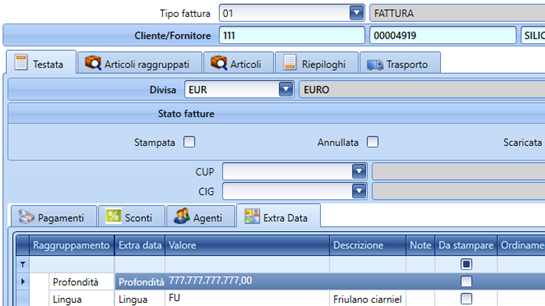 Tipo fattura 01 FATTURA
Cliente/Fornitore 111 00004919 SILIC
Testata Articoli raggruppati Articoli Riepiloghi Trasporto
Divisa EUR EURO
Stato fatture
Stampata Annullata Scaricata
CUP
CIG
Pagamenti Sconti Agenti Extra Data
Raggruppamento Extra data Valore Descrizione Note Da stampare Ordiname
Profondità Profondità 777.777.777.777,00
Lingua Lingua FU Friulano ciarniel